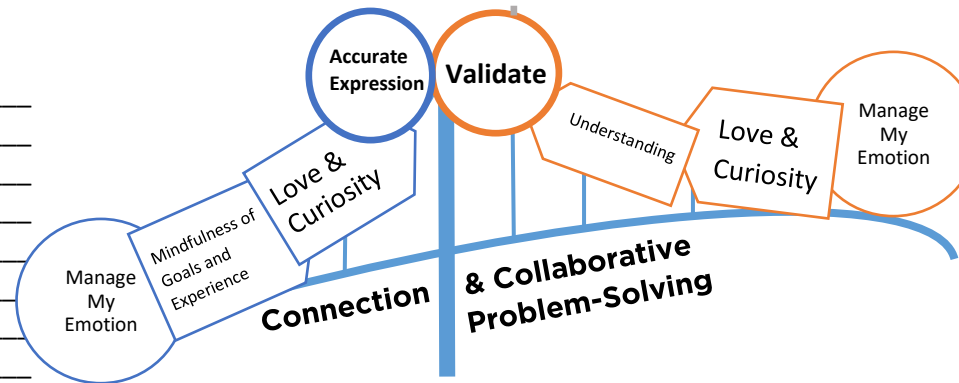 Accurate
Expression
Validate
Understanding
Love &
Curiosity
Manage
My
Emotion
Love &
Curiosity
Mindfulness of
Goals and
Experience
Manage
My
Emotion
Connection
& Collaborative
Problem-Solving